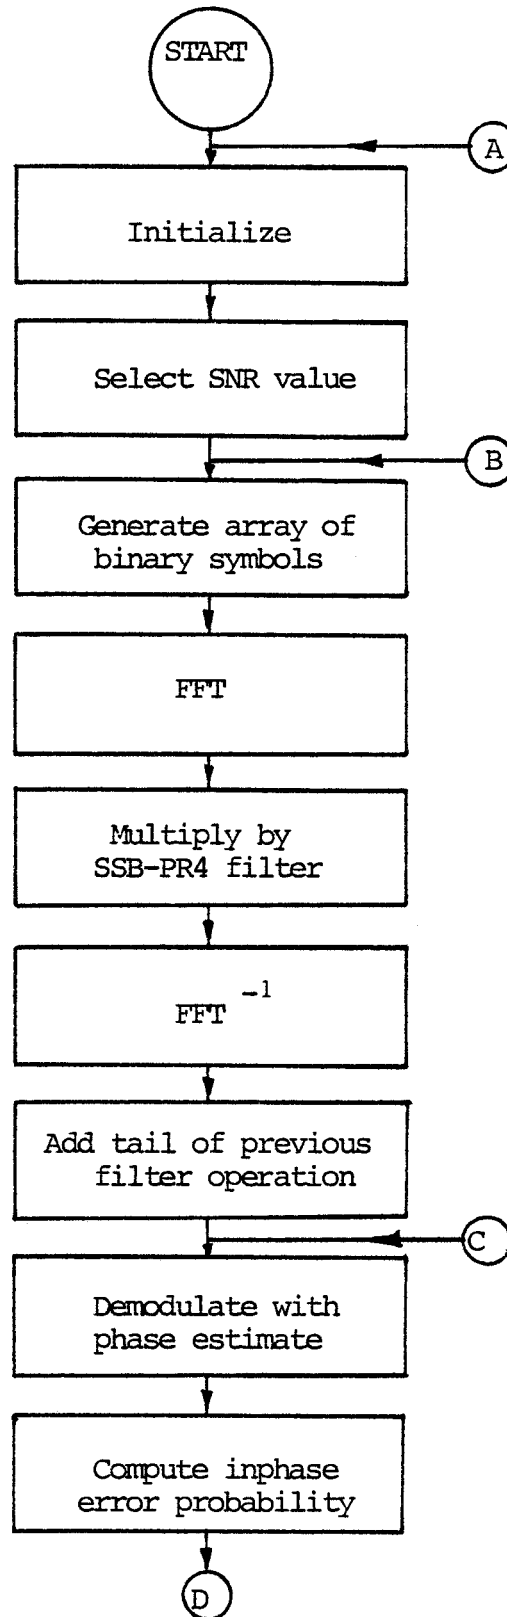 START
A
Initialize
Select SNR value
B
Generate array of
binary symbols
FFT
Multiply by
SSB-PR4 filter
FFT -1
Add tail of previous
filter operation
C
Demodulate with
phase estimate
Compute inphase
error probability
D